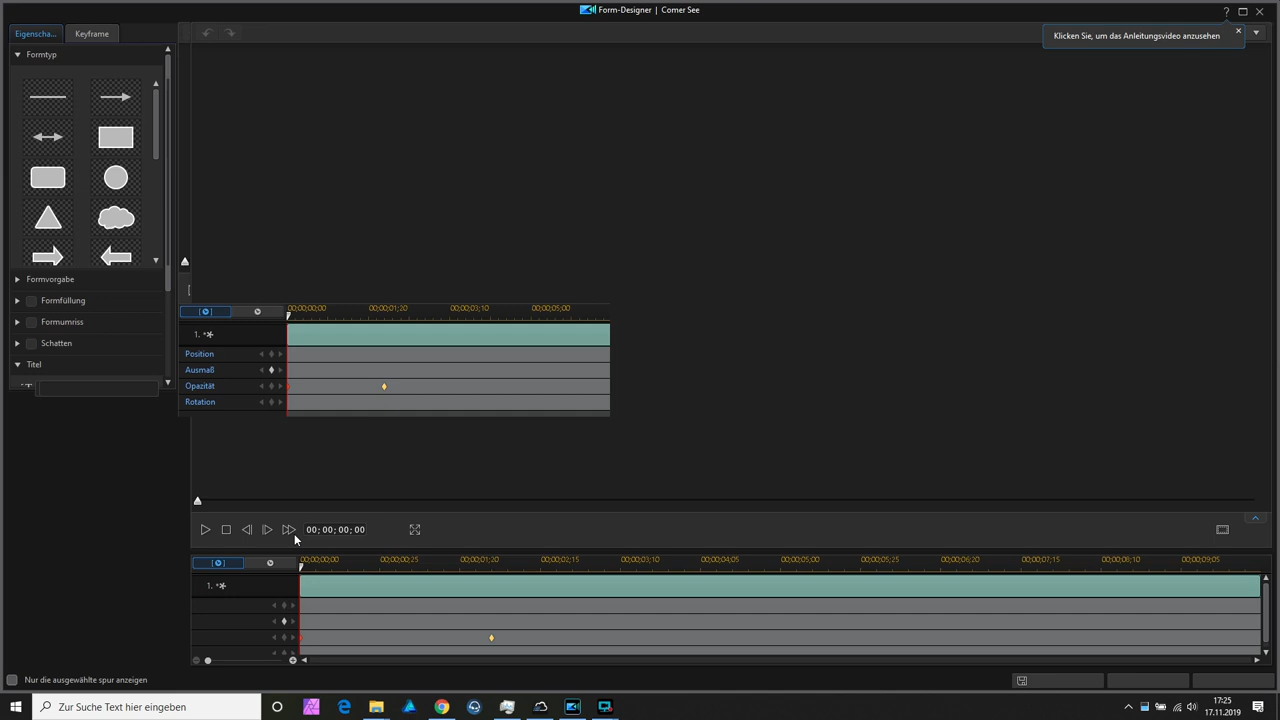 Form-Designer | Comer See
?
Eigenscha...
Keyframe
Klicken Sie, um das Anleitungsvideo anzusehen
Formtyp
Formvorgabe
Formfüllung
Formumriss
Schatten
Titel
00;00;00;00 00;00;01;20 00;00;03;10 00;00;05;00
1. *
Position
Ausmaß
Opazität
Rotation
00; 00; 00; 00
00;00;00;00 00;00;00;25 00;00;01;20 00;00;02;15 00;00;03;10 00;00;04;05 00;00;05;00 00;00;05;25 00;00;06;20 00;00;07;15 00;00;08;10 00;00;09;05
1. *
Nur die ausgewählte spur anzeigen
Zur Suche Text hier eingeben
17:25
17.11.2019